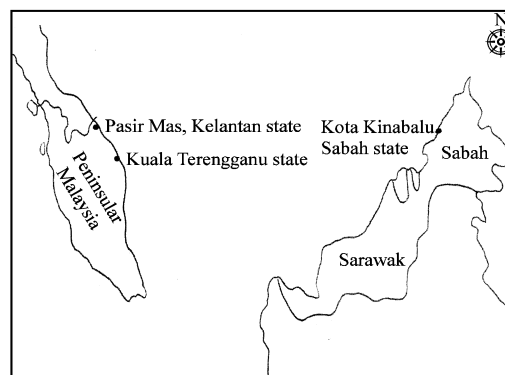 N
Pasir Mas, Kelantan state
Kuala Terengganu state
Kota Kinabalu,
Sabah state
Sabah
Peninsular
Malaysia
Sarawak